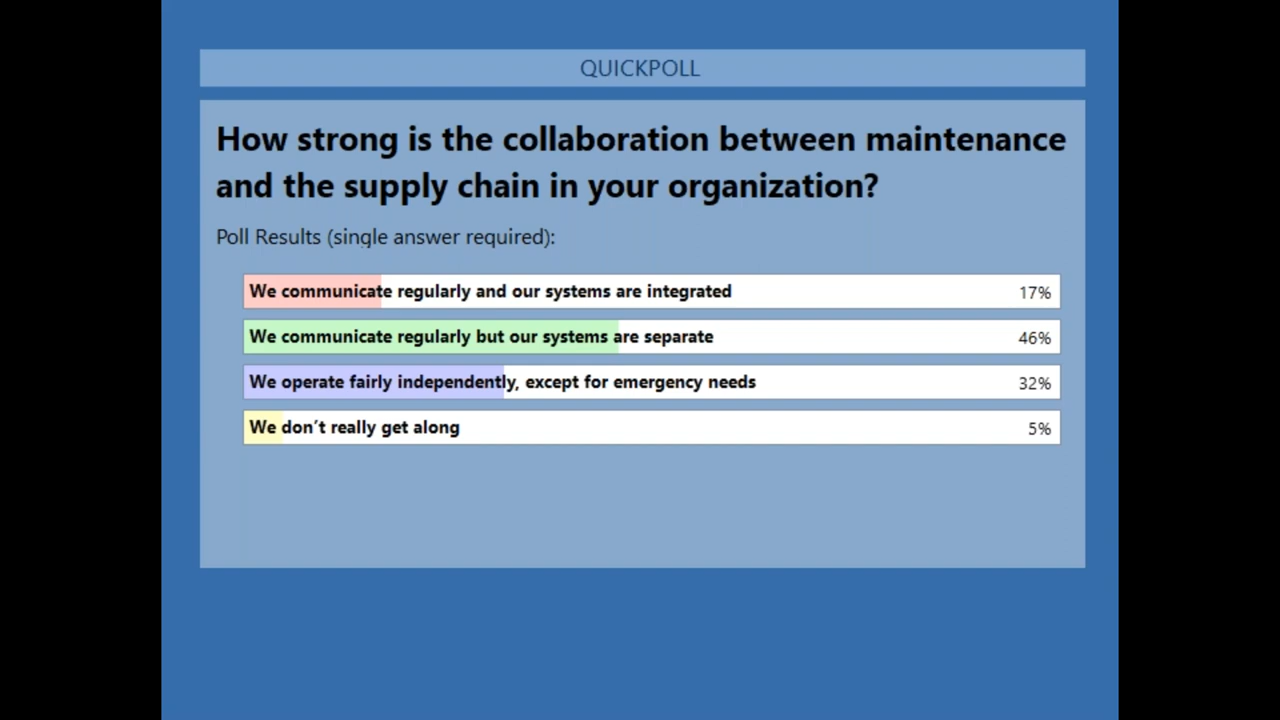 QUICKPOLL
How strong is the collaboration between maintenance
and the supply chain in your organization?
Poll Results (single answer required):
We communicate regularly and our systems are integrated 17%
We communicate regularly but our systems are separate 46%
We operate fairly independently, except for emergency needs 32%
We don’t really get along 5%